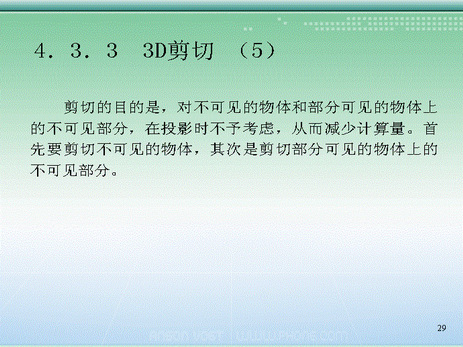 4．3．3 3D剪切 （5）
剪切的目的是，对不可见的物体和部分可见的物体上
的不可见部分，在投影时不予考虑，从而减少计算量。首
先要剪切不可见的物体，其次是剪切部分可见的物体上的
不可见部分。
29